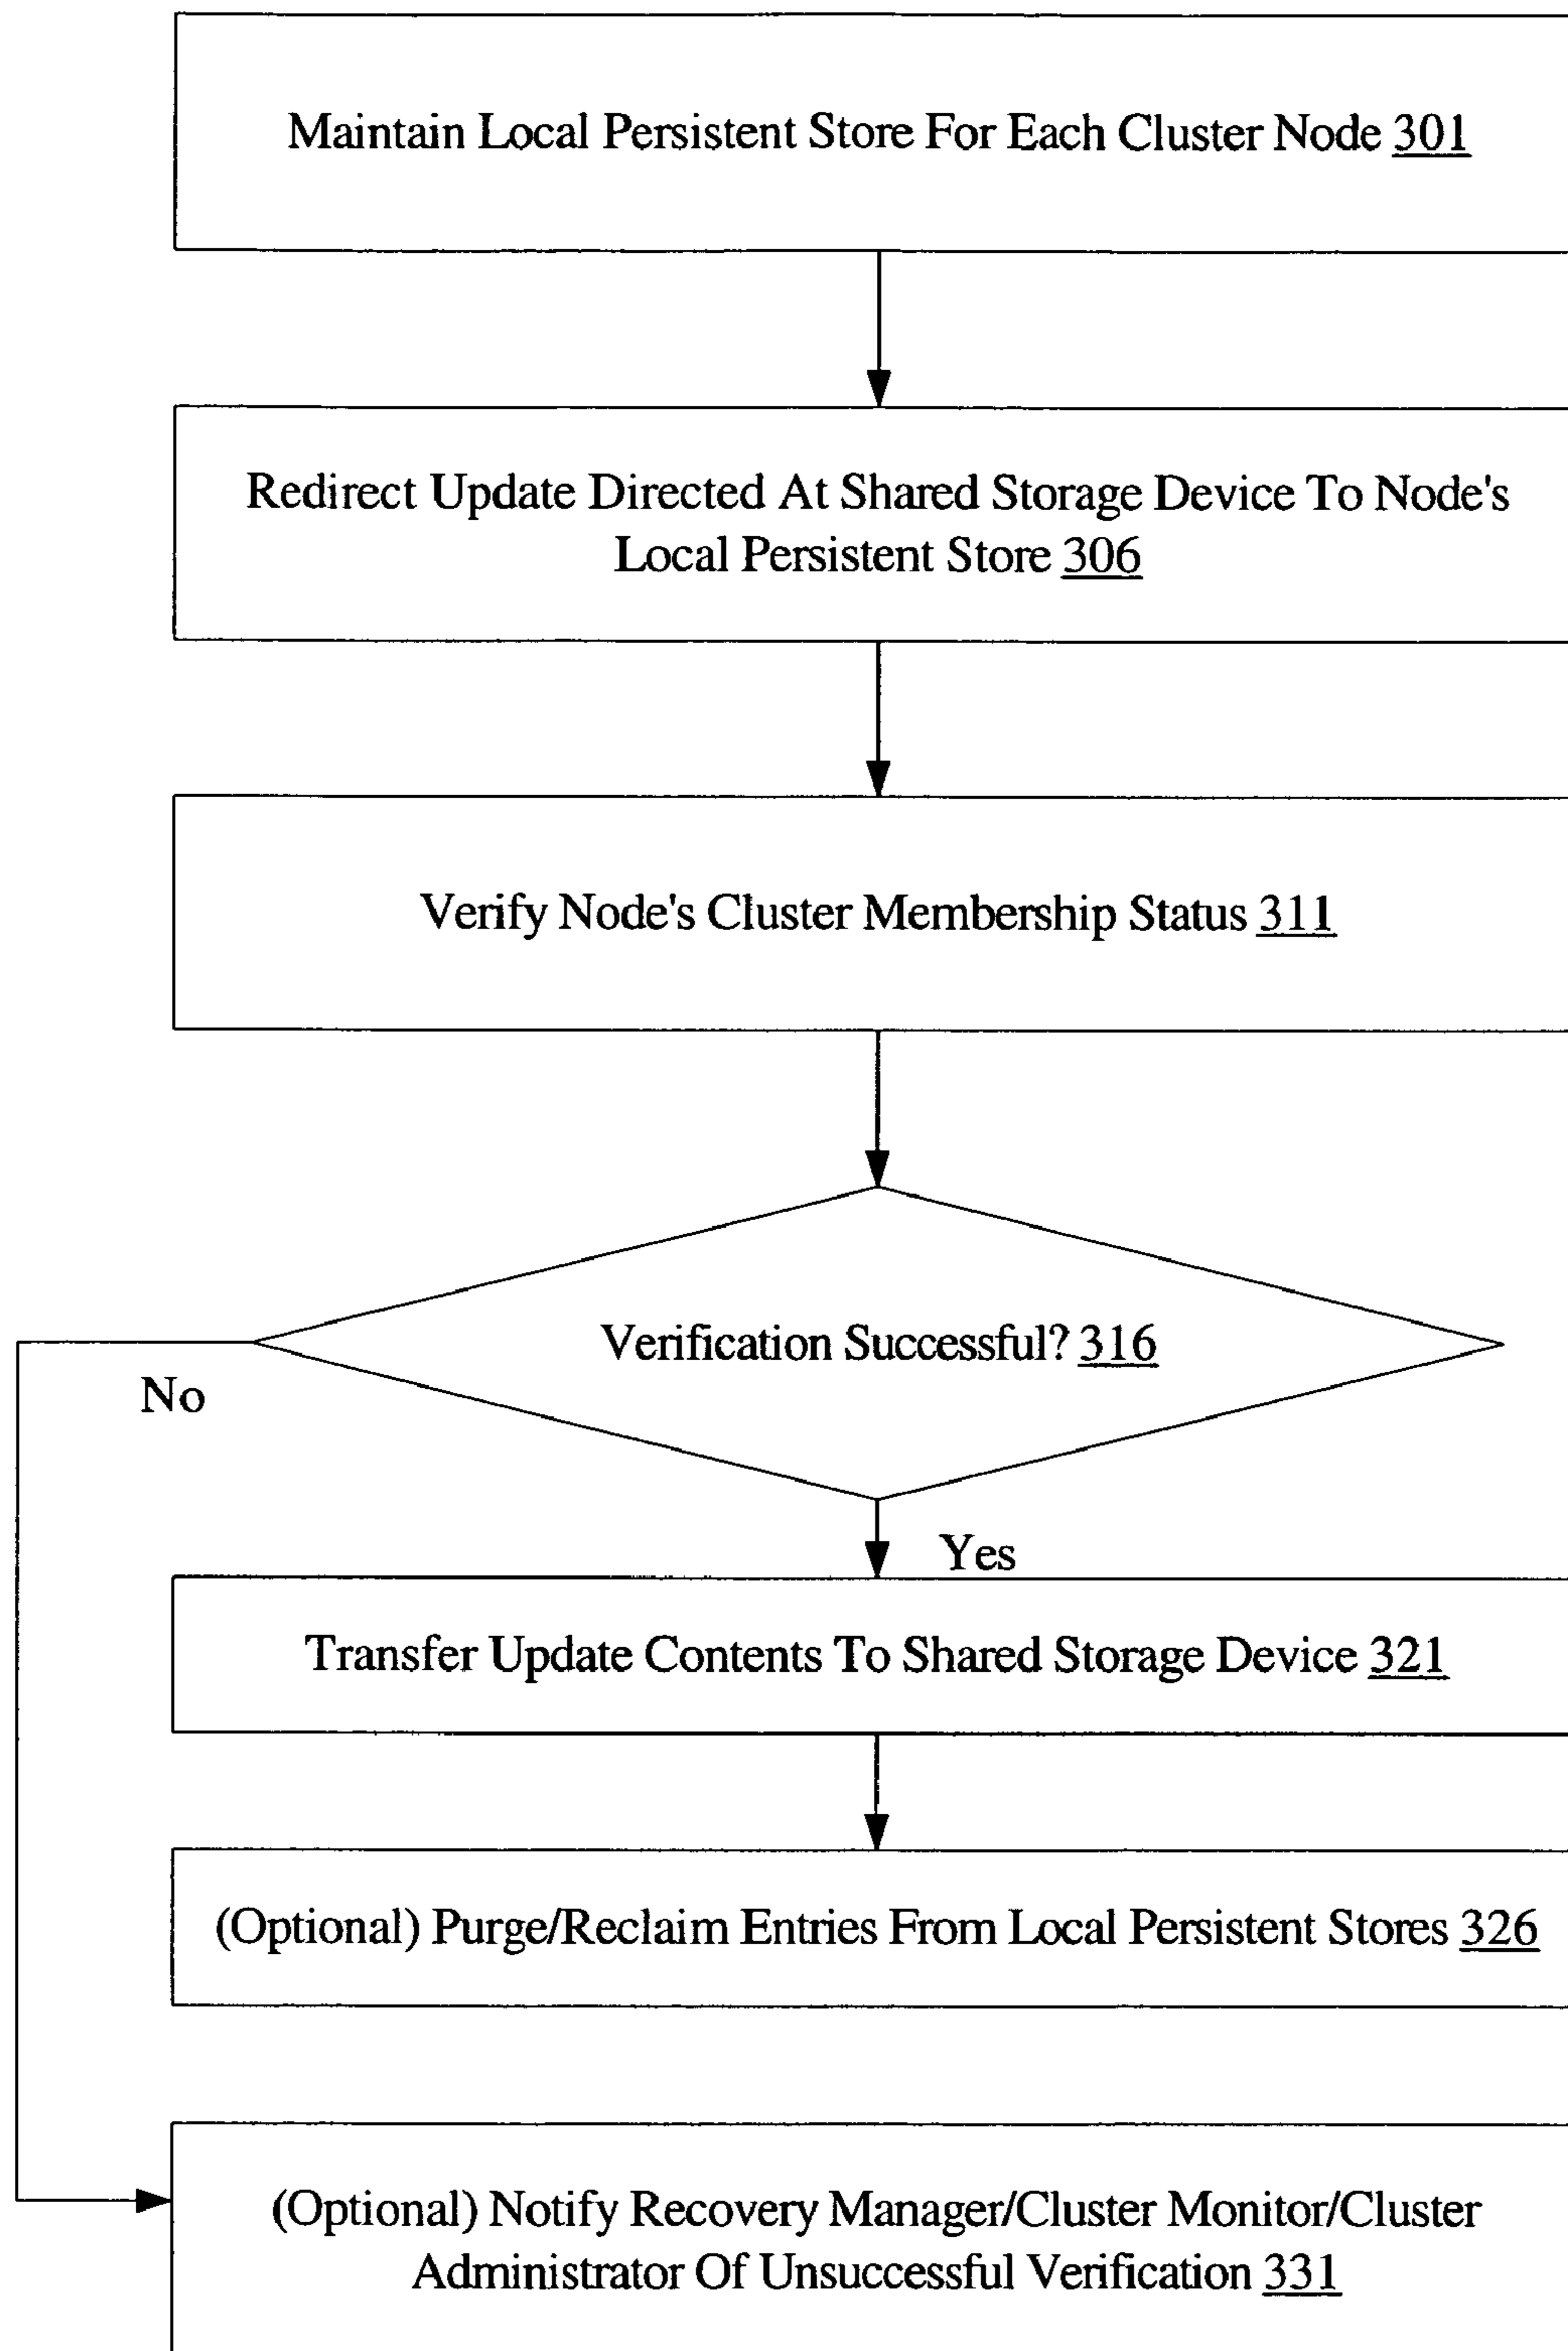 Maintain Local Persistent Store For Each Cluster Node 301
Redirect Update Directed At Shared Storage Device To Node's
Local Persistent Store 306
Verify Node's Cluster Membership Status 311
Verification Successful? 316
No
Yes
Transfer Update Contents To Shared Storage Device 321
(Optional) Purge/Reclaim Entries From Local Persistent Stores 326
(Optional) Notify Recovery Manager/Cluster Monitor/Cluster
Administrator Of Unsuccessful Verification 331